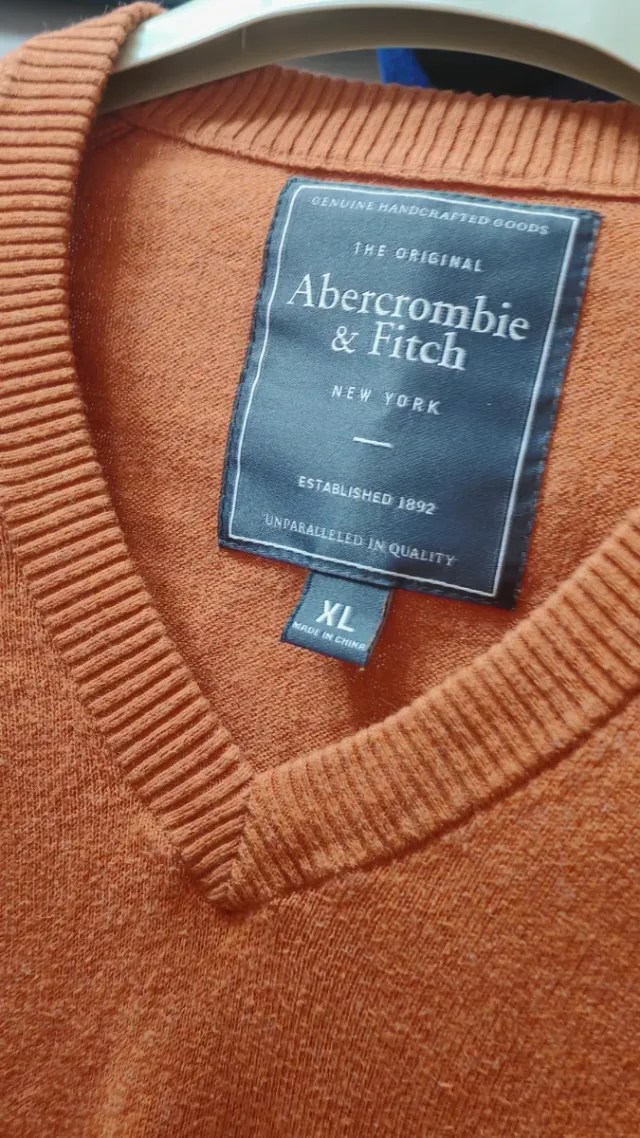 GENUINE HANDCRAFTED GOODS
THE ORIGINAL
Abercrombie
& Fitch
NEW YORK
ESTABLISHED 1892
UNPARALLELED IN QUALITY
XL
MADE IN CHINA